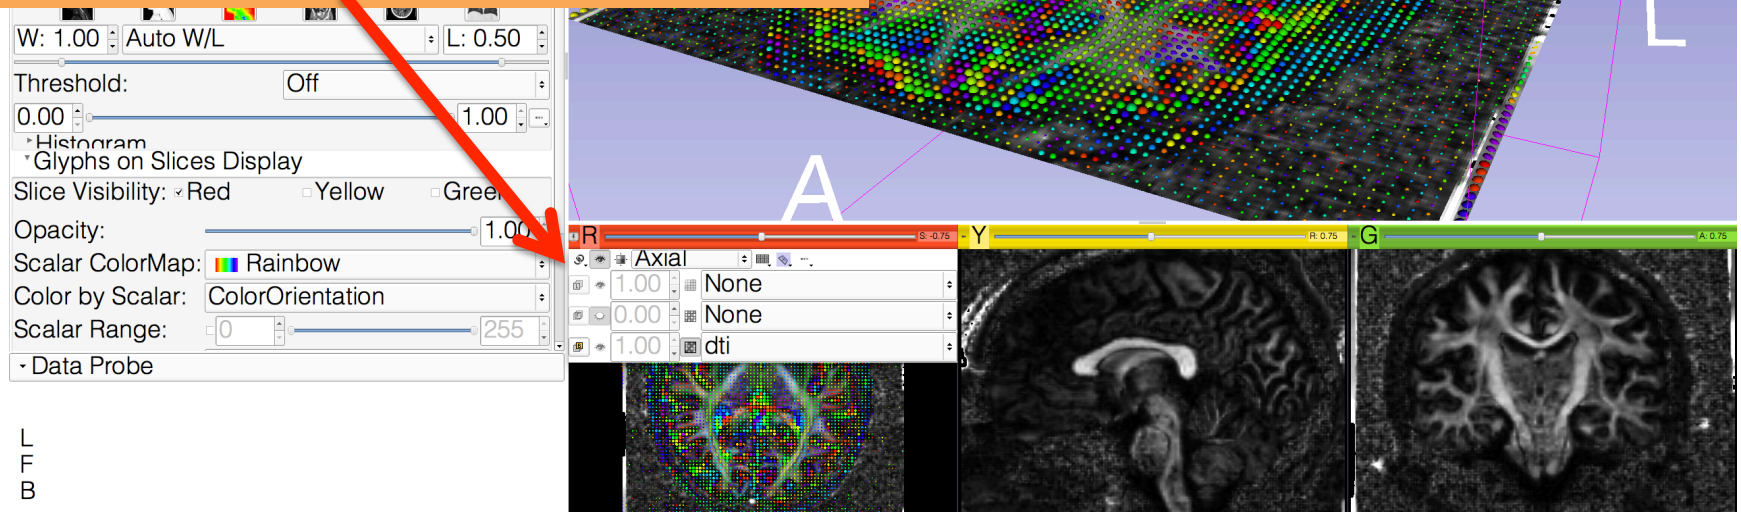 W: 1.00 Auto W/L L: 0.50
Threshold: Off
0.00 1.00 ...
Histogram
Glyphs on Slices Display
Slice Visibility: Red Yellow Green
Opacity: 1.00
Scalar ColorMap: Rainbow
Color by Scalar: ColorOrientation
Scalar Range: 0 255
Data Probe
L
F
B
L
A
R S: -0.75
Axial
1.00 None
0.00 None
1.00 dti
Y R: 0.75
G A: 0.75